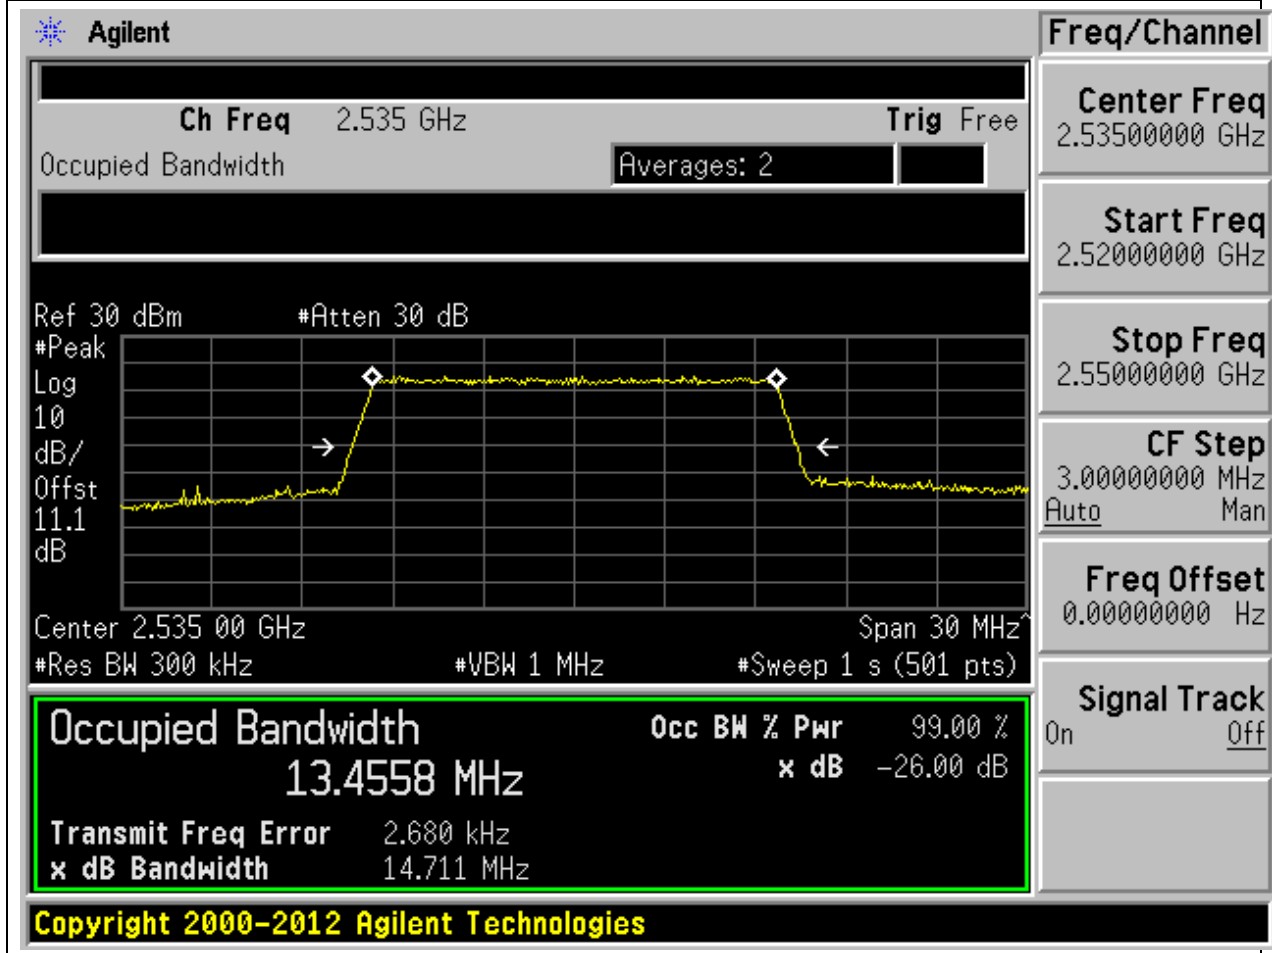 Agilent
Freq/Channel
Ch Freq 2.535 GHz Trig Free
Occupied Bandwidth Averages: 2
Ref 30 dBm #Atten 30 dB
#Peak
Log
10
dB/
Offst
11.1
dB
Center 2.535 00 GHz Span 30 MHz^
#Res BW 300 kHz #VBW 1 MHz #Sweep 1 s (501 pts)
Occupied Bandwidth Occ BW % Pwr 99.00 %
13.4558 MHz x dB -26.00 dB
Transmit Freq Error 2.680 kHz
x dB Bandwidth 14.711 MHz
Copyright 2000-2012 Agilent Technologies
Center Freq
2.53500000 GHz
Start Freq
2.52000000 GHz
Stop Freq
2.55000000 GHz
CF Step
3.00000000 MHz
Auto Man
Freq Offset
0.00000000 Hz
Signal Track
On Off